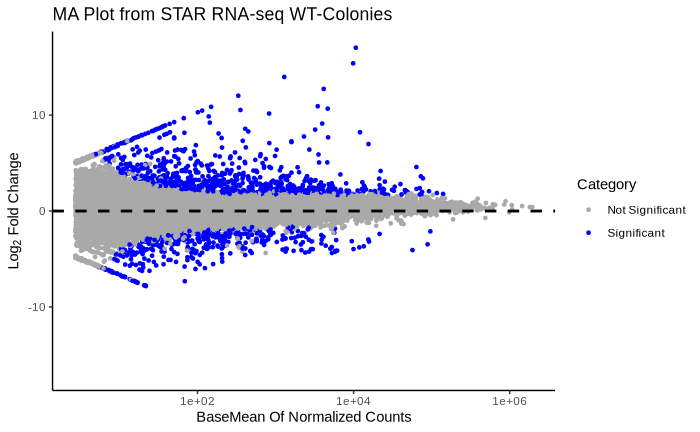 MA Plot from STAR RNA-seq WT-Colonies
10
0
-10
Log2 Fold Change
1e+02 1e+04 1e+06
BaseMean Of Normalized Counts
Category
Not Significant
Significant